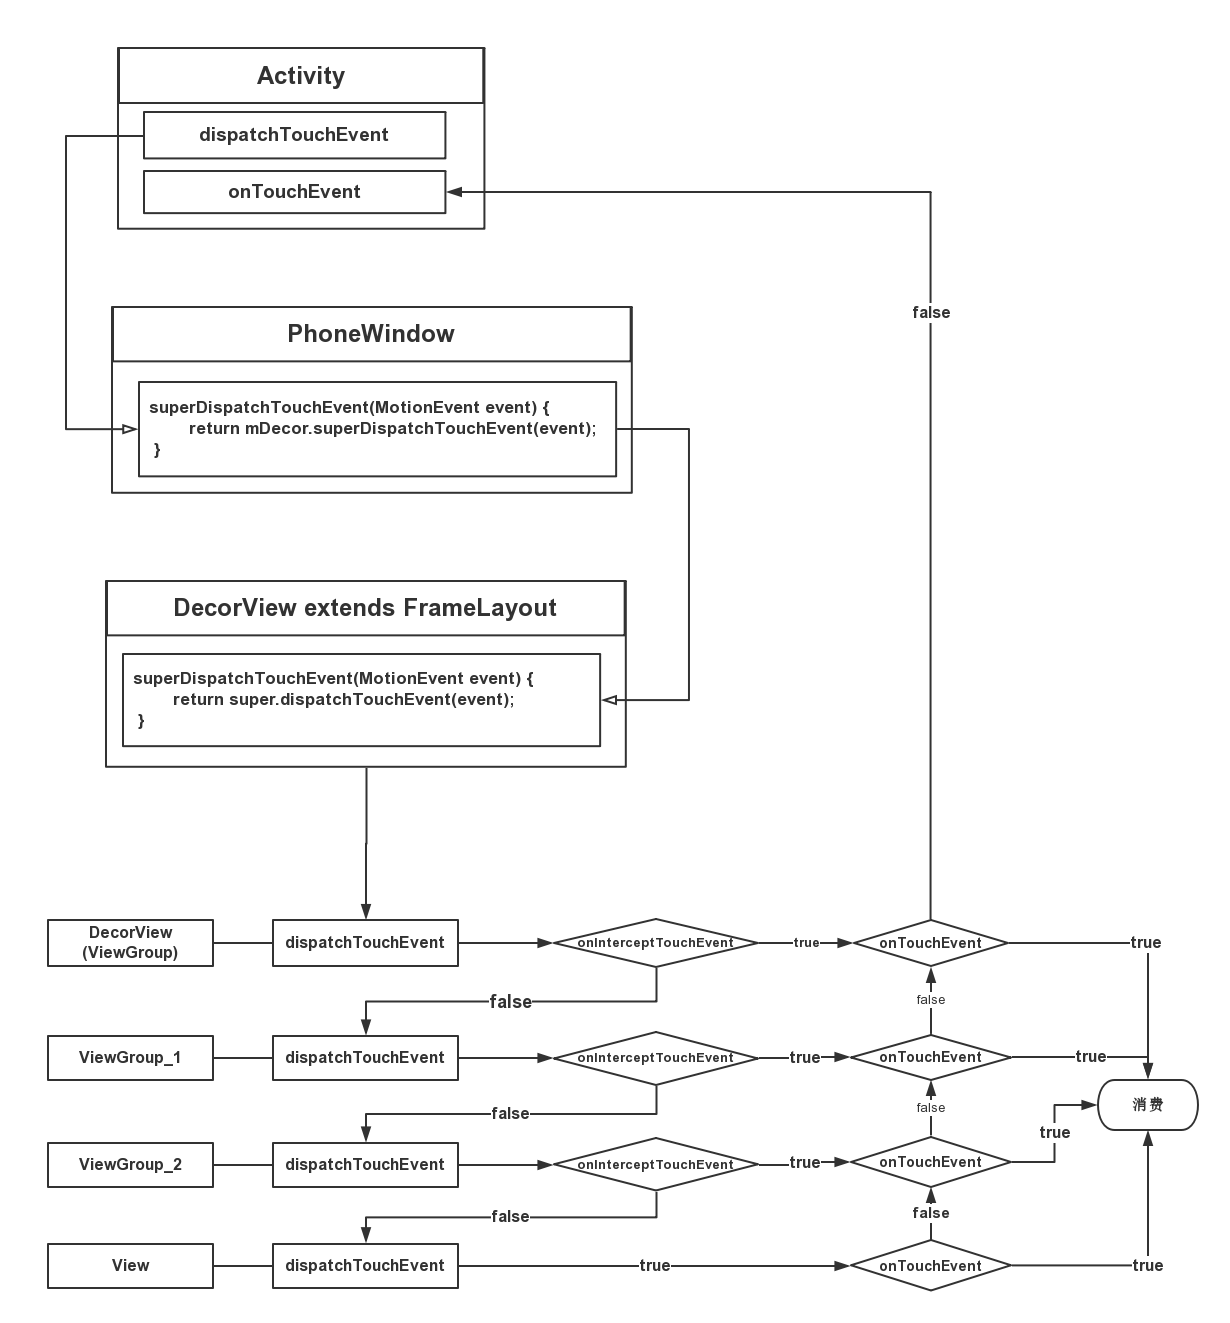 Activity
dispatchTouchEvent
onTouchEvent
false
PhoneWindow
superDispatchTouchEvent(MotionEvent event) {
return mDecor.superDispatchTouchEvent(event);
}
DecorView extends FrameLayout
superDispatchTouchEvent(MotionEvent event) {
return super.dispatchTouchEvent(event);
}
DecorView
(ViewGroup)
dispatchTouchEvent
onInterceptTouchEvent
true
onTouchEvent
true
false
false
ViewGroup_1
dispatchTouchEvent
onInterceptTouchEvent
true
onTouchEvent
true
消费
false
false
true
ViewGroup_2
dispatchTouchEvent
onInterceptTouchEvent
true
onTouchEvent
false
false
View
dispatchTouchEvent
true
onTouchEvent
true